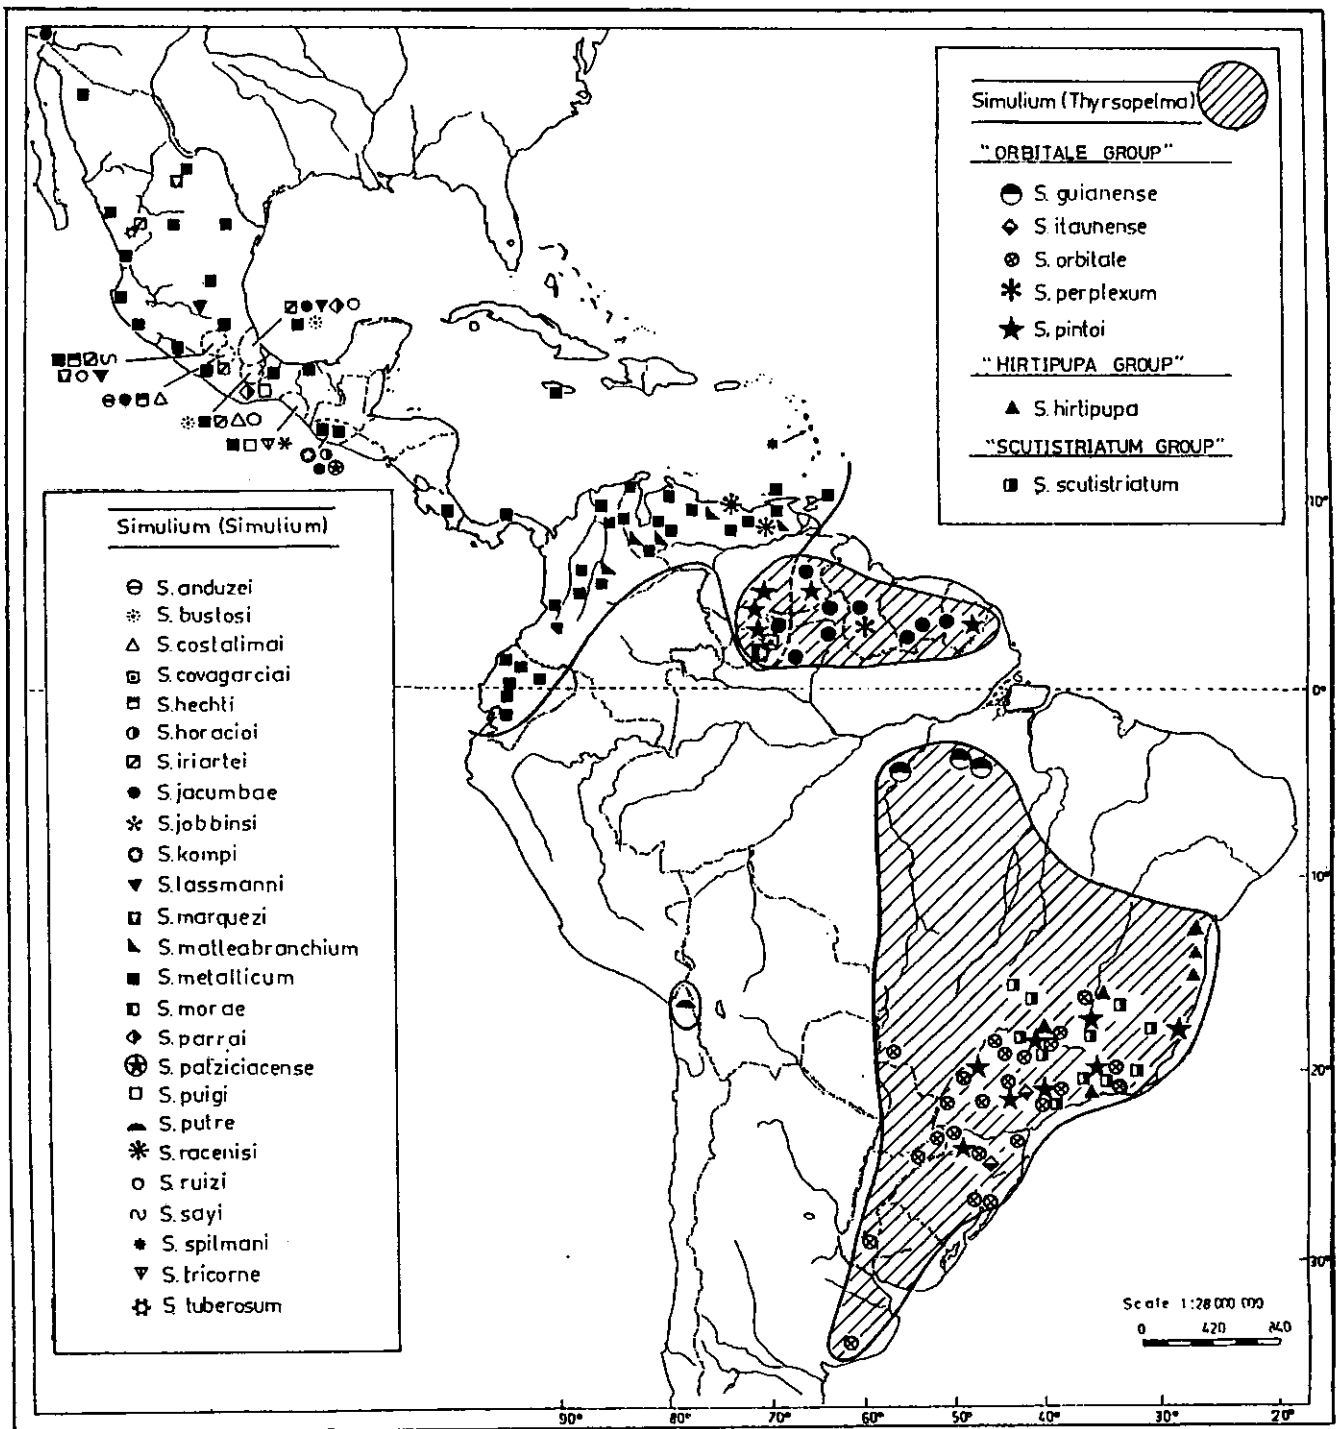 Simulium (Thyrsopelma)
"ORBITALE GROUP"
S. guianense
S. itaunense
S. orbitale
S. perplexum
S. pintoi
"HIRTIPUPA GROUP"
S. hirtipupa
"SCUTISTRIATUM GROUP"
S. scutistriatum
Simulium (Simulium)
S. anduzei
S. bustosi
S. costalimai
S. covagarciai
S. hechti
S. horacioi
S. iriartei
S. jacumbae
S. jobbinsi
S. kompi
S. lassmanni
S. marquezi
S. matteabranchium
S. metallicum
S. morae
S. parrai
S. patziciacense
S. puigi
S. putre
S. racenisi
S. ruizi
S. sayi
S. spilmani
S. tricorne
S. tuberosum
10°
0°
10°
20°
30°
Scale 1:28 000 000
0 420 840
90° 80° 70° 60° 50° 40° 30° 20°